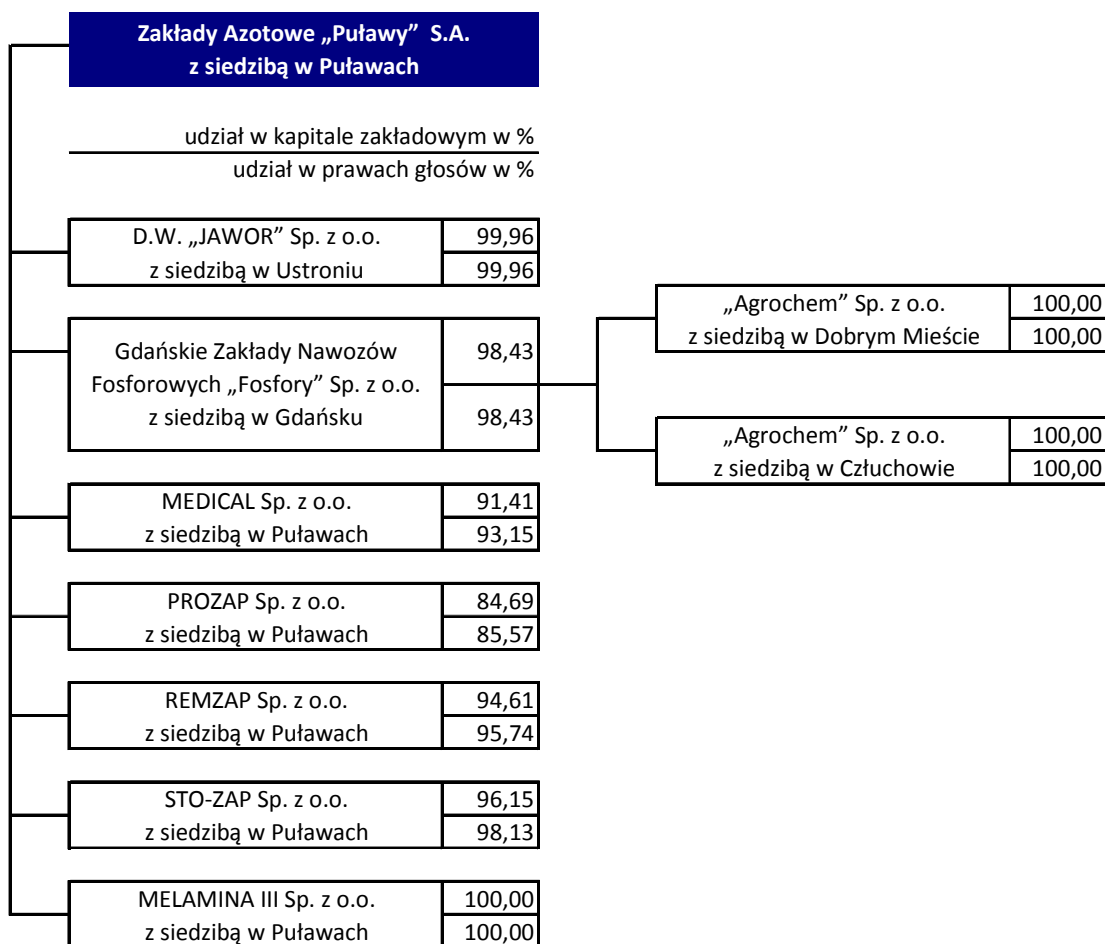 Zakłady Azotowe „Puławy” S.A.
z siedzibą w Puławach
udział w kapitale zakładowym w %
udział w prawach głosów w %
D.W. „JAWOR” Sp. z o.o.
99,96
z siedzibą w Ustroniu
99,96
Gdańskie Zakłady Nawozów
98,43
Fosforowych „Fosfory” Sp. z o.o.
z siedzibą w Gdańsku
98,43
„Agrochem” Sp. z o.o.
100,00
z siedzibą w Dobrym Mieście
100,00
„Agrochem” Sp. z o.o.
100,00
z siedzibą w Człuchowie
100,00
MEDICAL Sp. z o.o.
91,41
z siedzibą w Puławach
93,15
PROZAP Sp. z o.o.
84,69
z siedzibą w Puławach
85,57
REMZAP Sp. z o.o.
94,61
z siedzibą w Puławach
95,74
STO-ZAP Sp. z o.o.
96,15
z siedzibą w Puławach
98,13
MELAMINA III Sp. z o.o.
100,00
z siedzibą w Puławach
100,00